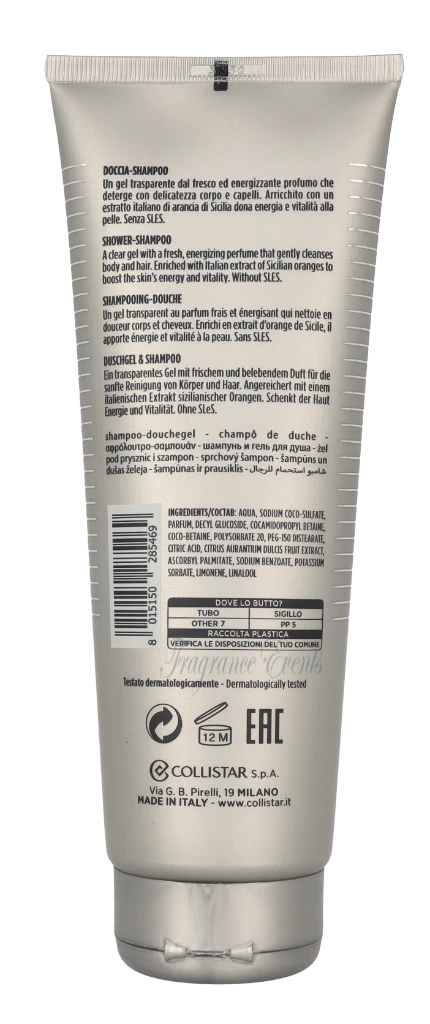 DOCCIA-SHAMPOO
Un gel trasparente dal fresco ed energizzante profumo che
deterge con delicatezza corpo e capelli. Arricchito con un
estratto italiano di arancia di Sicilia dona energia e vitalità alla
pelle. Senza SLES.
SHOWER-SHAMPOO
A clear gel with a fresh, energizing perfume that gently cleanses
body and hair. Enriched with Italian extract of Sicilian oranges to
boost the skin's energy and vitality. Without SLES.
SHAMPOOING-DOUCHE
Un gel transparent au parfum frais et énergisant qui nettoie en
douceur corps et cheveux. Enrichi en extrait d'orange de Sicile, il
apporte énergie et vitalité à la peau. Sans SLES.
DUSCHGEL & SHAMPOO
Ein transparentes Gel mit frischem und belebendem Duft für die
sanfte Reinigung von Körper und Haar. Angereichert mit einem
italienischen Extrakt sizilianischer Orangen. Schenkt der Haut
Energie und Vitalität. Ohne SLeS.
shampoo-douchegel - champô de duche -
αφρόλουτρο-σαμπουάν - шампунь и гель для душа - żel
pod prysznic i szampon - sprchový šampon - šampūns un
dušas želeja - šampūnas ir prausiklis - شامبو استحمام للرجال
INGREDIENTS/СОСТАВ: AQUA, SODIUM COCO-SULFATE,
PARFUM, DECYL GLUCOSIDE, COCAMIDOPROPYL BETAINE,
COCO-BETAINE, POLYSORBATE 20, PEG-150 DISTEARATE,
CITRIC ACID, CITRUS AURANTIUM DULCIS FRUIT EXTRACT,
ASCORBYL PALMITATE, SODIUM BENZOATE, POTASSIUM
SORBATE, LIMONENE, LINALOOL
8 015150 285469
DOVE LO BUTTO?
TUBO SIGILLO
OTHER 7 PP 5
RACCOLTA PLASTICA
VERIFICA LE DISPOSIZIONI DEL TUO COMUNE
Fragrance Events
Testato dermatologicamente - Dermatologically tested
12 M
EAC
COLLISTAR S.p.A.
Via G. B. Pirelli, 19 MILANO
MADE IN ITALY - www.collistar.it